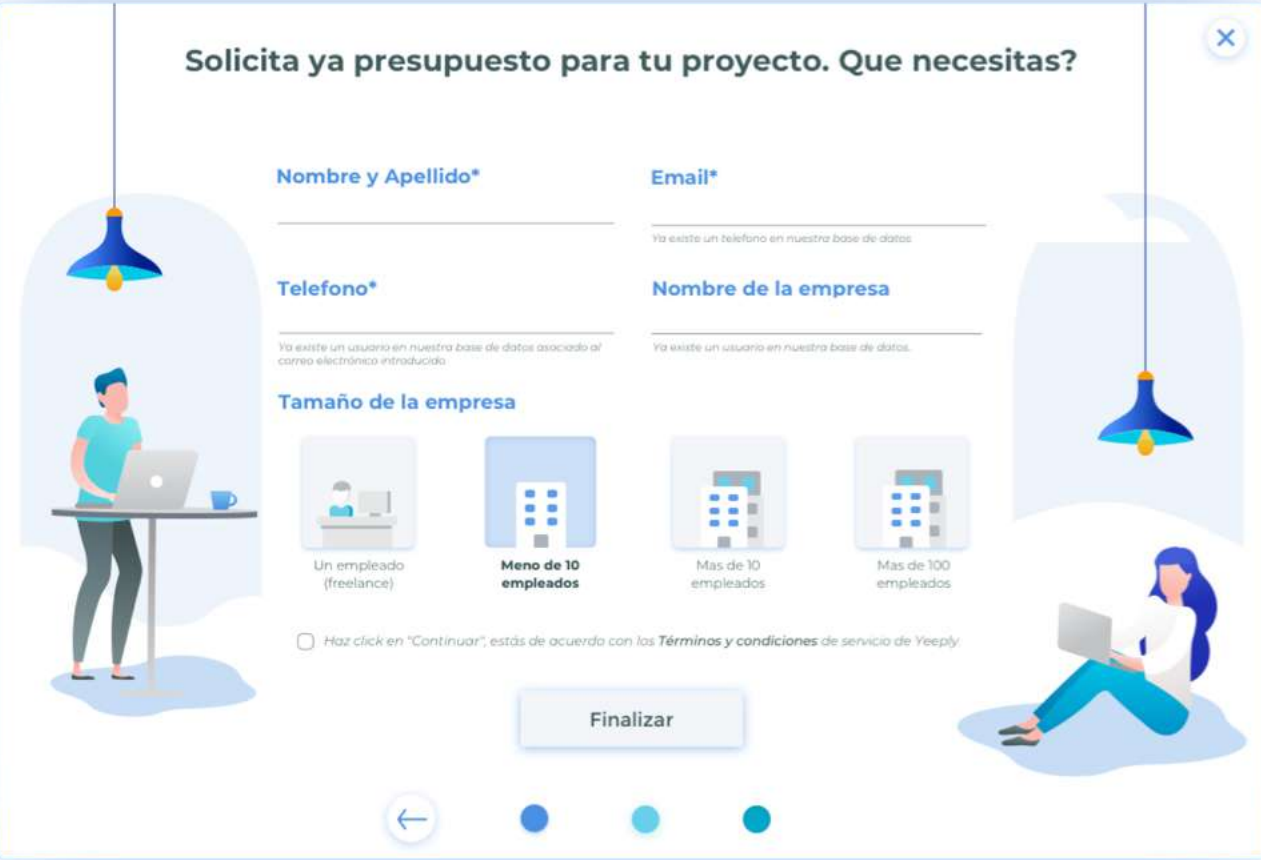 Solicita ya presupuesto para tu proyecto. Que necesitas?
Nombre y Apellido*
Email*
Ya existe un telefono en nuestra base de datos
Telefono*
Nombre de la empresa
Ya existe un usuario en nuestra base de datos asociado al
correo electrónico introducido
Ya existe un usuario en nuestra base de datos.
Tamaño de la empresa
Un empleado
(freelance)
Meno de 10
empleados
Mas de 10
empleados
Mas de 100
empleados
Haz click en "Continuar", estás de acuerdo con los Términos y condiciones de servicio de Yeeply.
Finalizar